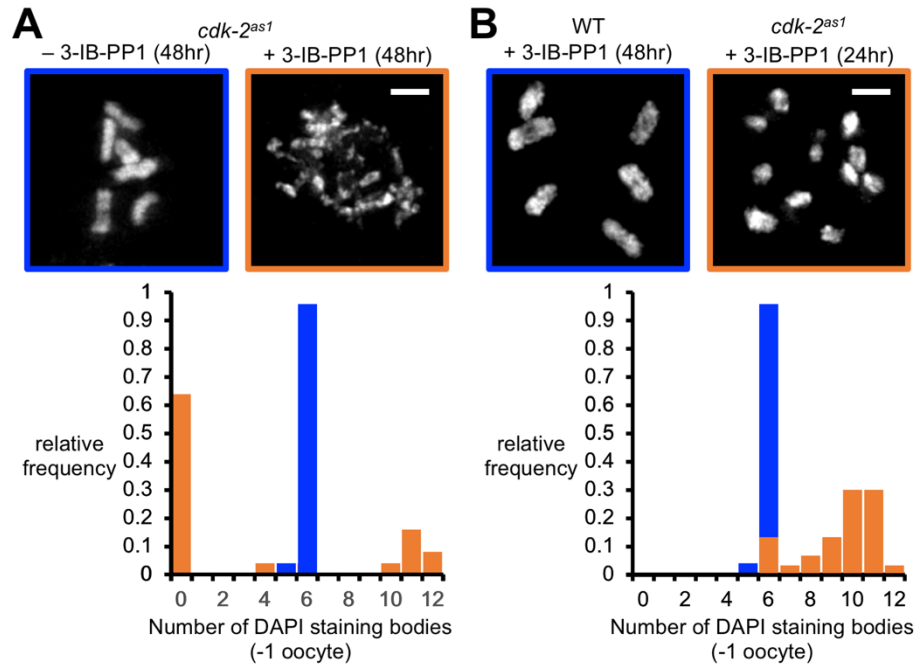 A
cdk-2as1
– 3-IB-PP1 (48hr)
+ 3-IB-PP1 (48hr)
1
0.9
0.8
0.7
0.6
0.5
0.4
0.3
0.2
0.1
0
relative
frequency
0 2 4 6 8 10 12
Number of DAPI staining bodies
(-1 oocyte)
B
WT
+ 3-IB-PP1 (48hr)
cdk-2as1
+ 3-IB-PP1 (24hr)
1
0.9
0.8
0.7
0.6
0.5
0.4
0.3
0.2
0.1
0
relative
frequency
0 2 4 6 8 10 12
Number of DAPI staining bodies
(-1 oocyte)